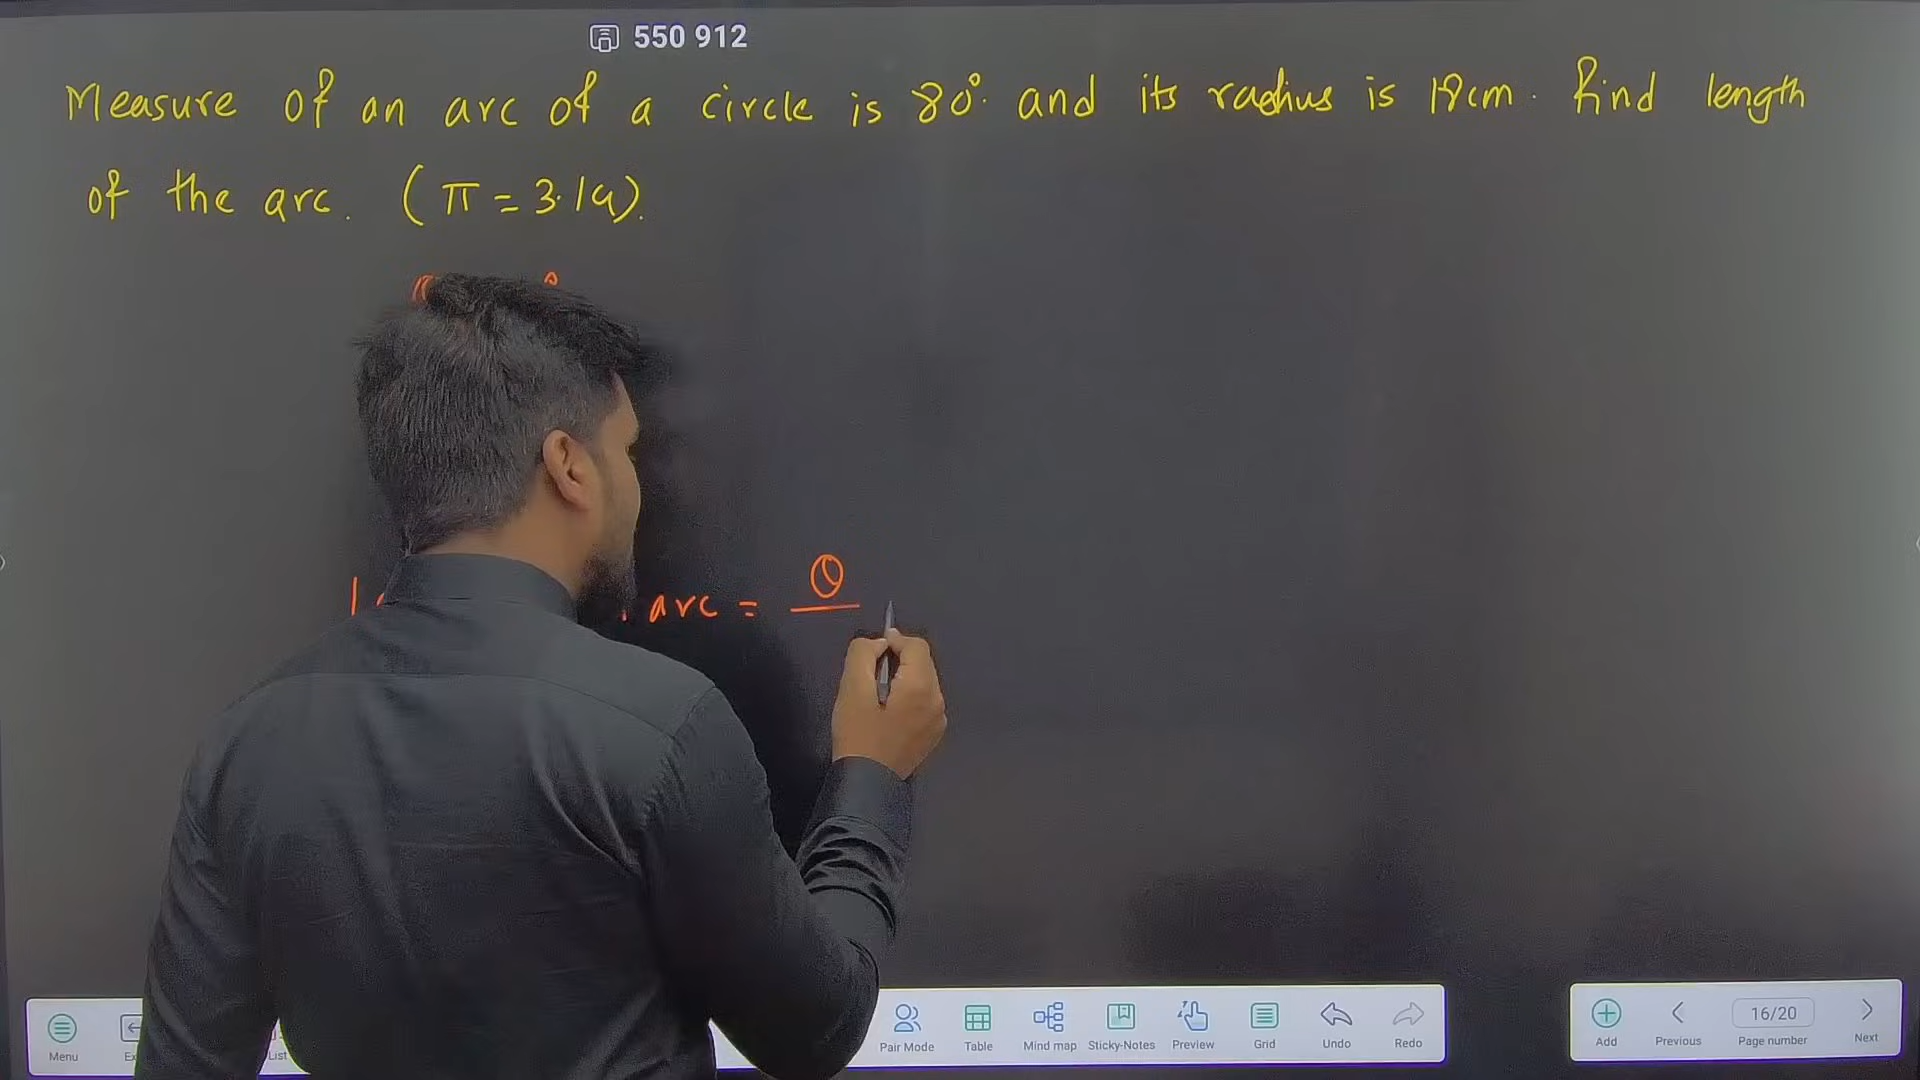 550 912
Measure of an arc of a circle is 80°. and its radius is 18cm. Find length
of the arc. (π = 3.14).
arc = θ
Menu
List
Pair Mode
Table
Mind map
Sticky-Notes
Preview
Grid
Undo
Redo
Add
Previous
16/20
Page number
Next